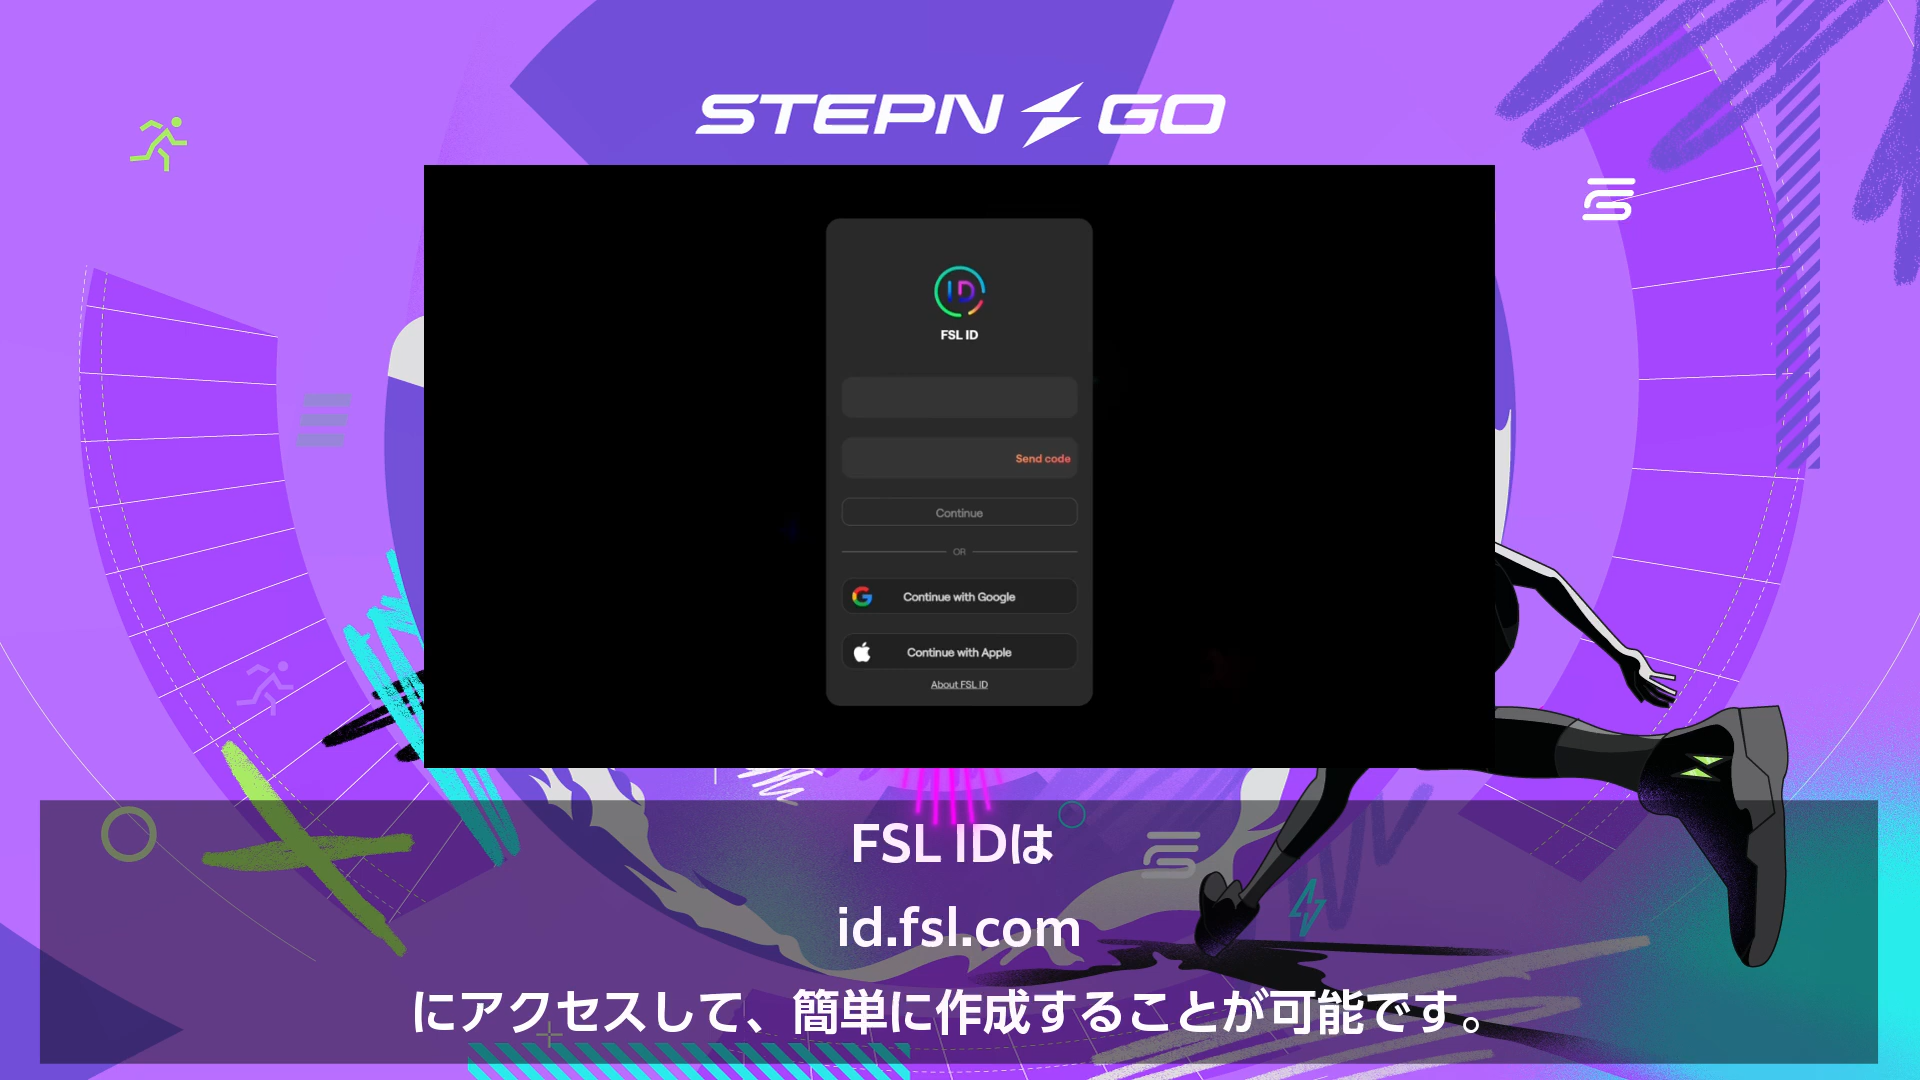 STEPN GO
ID
FSL ID
Send code
Continue
OR
Continue with Google
Continue with Apple
About FSL ID
FSL IDは
id.fsl.com
にアクセスして、簡単に作成することが可能です。